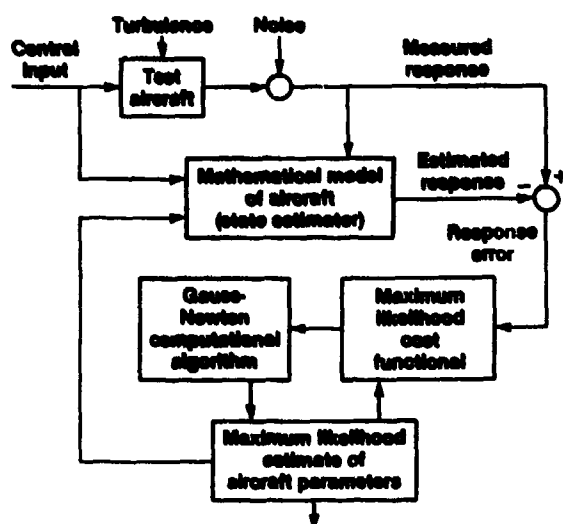 Turbulence
Noise
Control
input
Test
aircraft
Measured
response
Mathematical model
of aircraft
(state estimator)
Estimated
response
+
−
Response
error
Gauss-
Newton
computational
algorithm
Maximum
likelihood
cost
functional
Maximum likelihood
estimate of
aircraft parameters